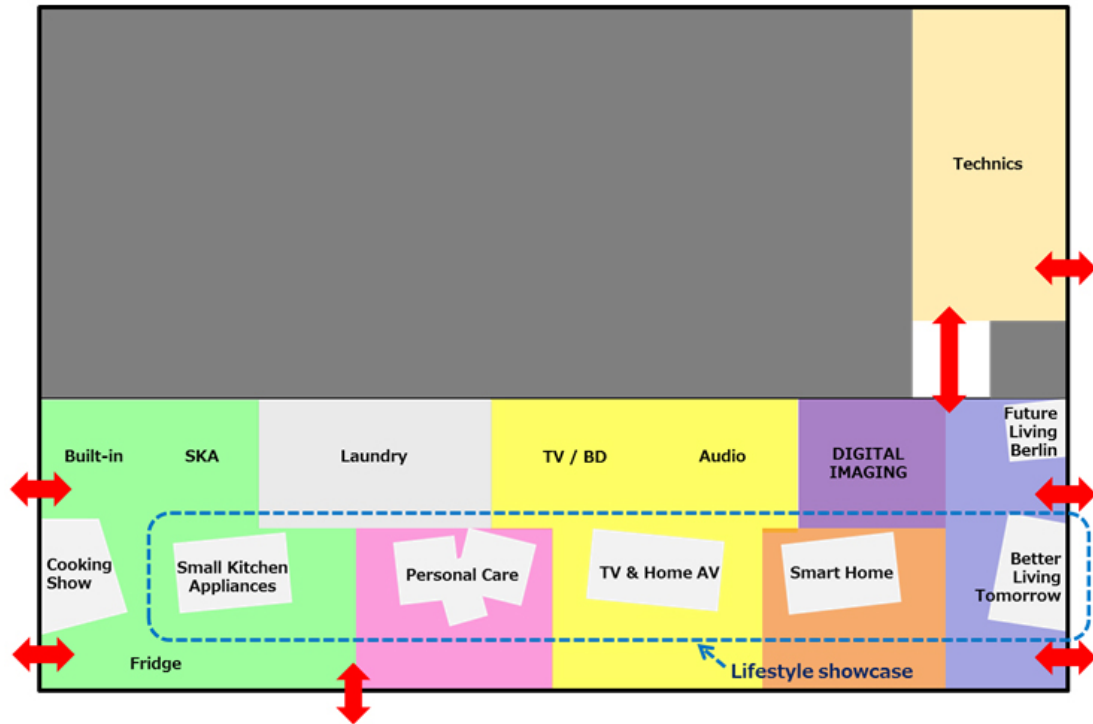 Technics
Future
Living
Berlin
Built-in
SKA
Laundry
TV / BD
Audio
DIGITAL
IMAGING
Cooking
Show
Small Kitchen
Appliances
Personal Care
TV & Home AV
Smart Home
Better
Living
Tomorrow
Fridge
Lifestyle showcase